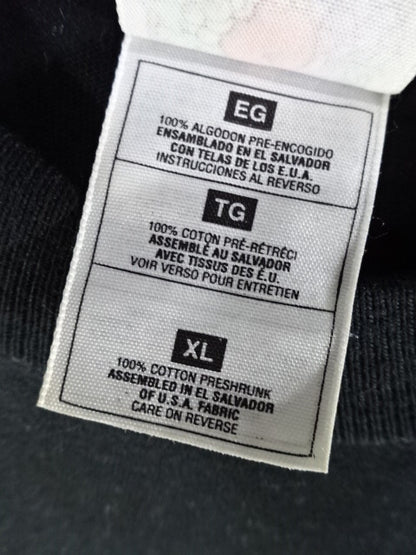 EG
100% ALGODON PRE-ENCOGIDO
ENSAMBLADO EN EL SALVADOR
CON TELAS DE LOS E.U.A.
INSTRUCCIONES AL REVERSO
TG
100% COTON PRÉ-RÉTRÉCI
ASSEMBLÉ AU SALVADOR
AVEC TISSUS DES É.U.
VOIR VERSO POUR ENTRETIEN
XL
100% COTTON PRESHRUNK
ASSEMBLED IN EL SALVADOR
OF U.S.A. FABRIC
CARE ON REVERSE